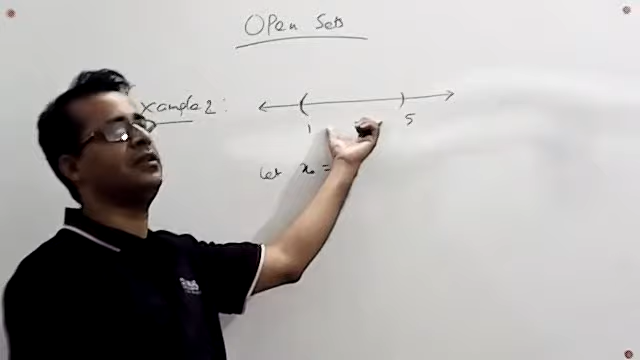 Open Sets
xample 2 :
1 5
Let x₀ =